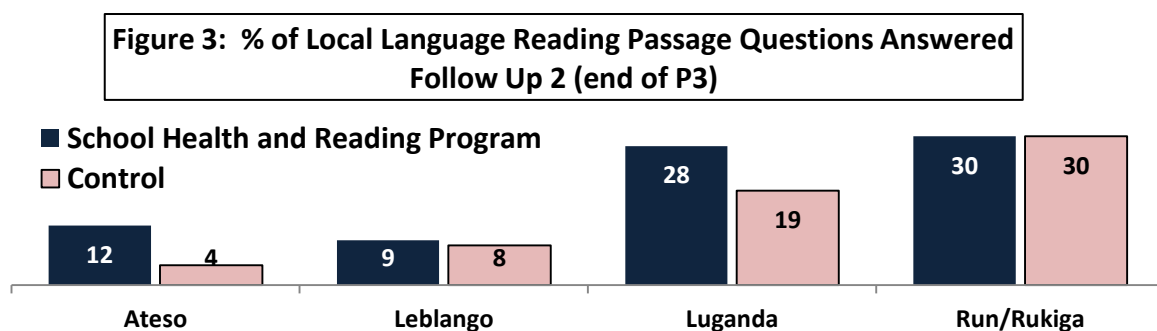 Figure 3: % of Local Language Reading Passage Questions Answered
Follow Up 2 (end of P3)
School Health and Reading Program
Control
12 4 9 8 28 19 30 30
Ateso Leblango Luganda Run/Rukiga